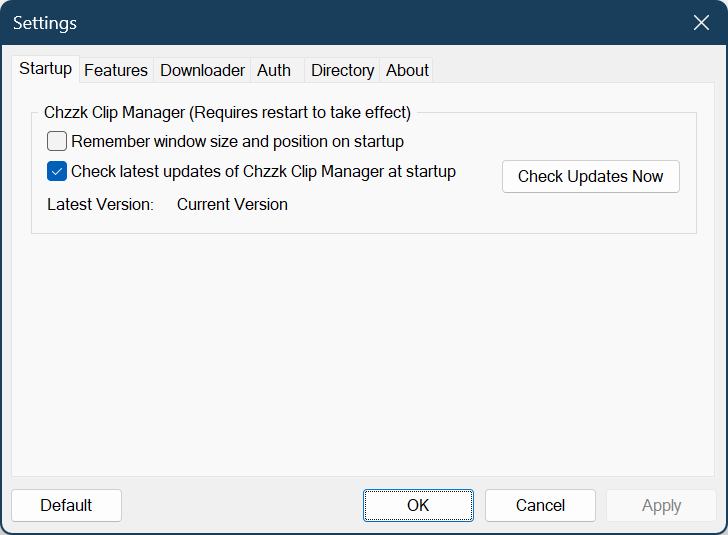 Settings
Startup Features Downloader Auth Directory About
Chzzk Clip Manager (Requires restart to take effect)
Remember window size and position on startup
Check latest updates of Chzzk Clip Manager at startup
Check Updates Now
Latest Version: Current Version
Default OK Cancel Apply